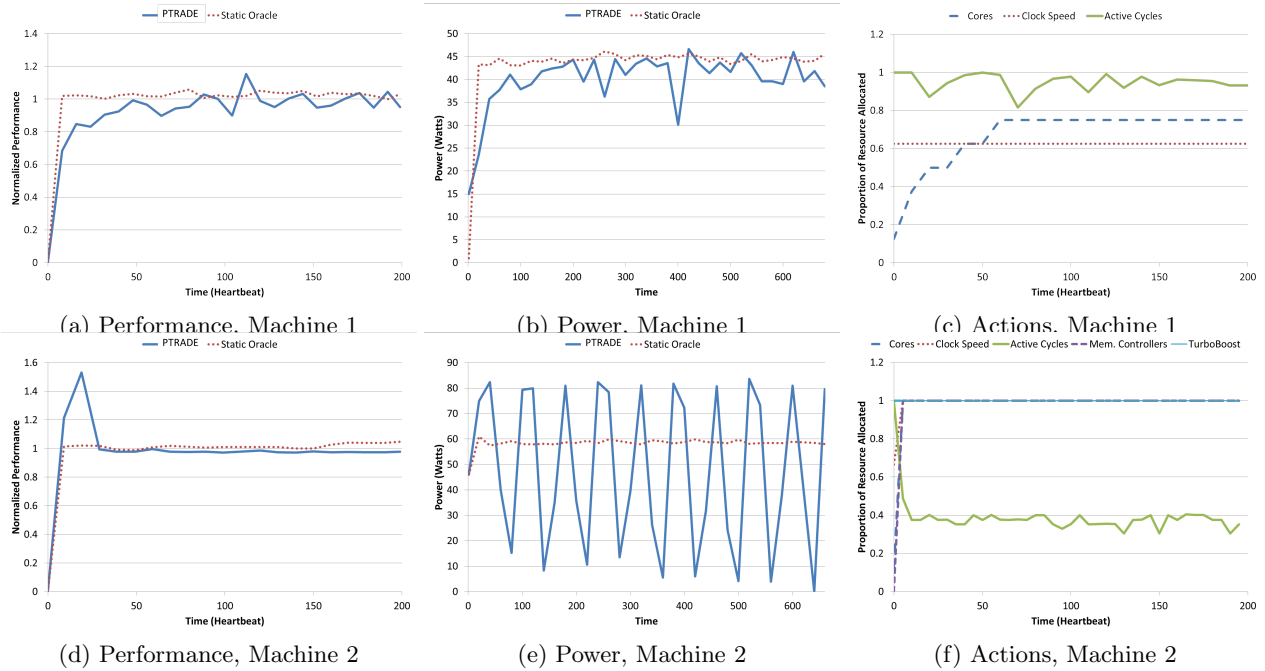 PTRADE Static Oracle
Normalized Performance
1.4
1.2
1
0.8
0.6
0.4
0.2
0
0 50 100 150 200
Time (Heartbeat)
(a) Performance, Machine 1
PTRADE Static Oracle
Power (Watts)
50
45
40
35
30
25
20
15
10
5
0
0 100 200 300 400 500 600
Time
(b) Power, Machine 1
Cores Clock Speed Active Cycles
Proportion of Resource Allocated
1.2
1
0.8
0.6
0.4
0.2
0
0 50 100 150 200
Time (Heartbeat)
(c) Actions, Machine 1
PTRADE Static Oracle
Normalized Performance
1.6
1.4
1.2
1
0.8
0.6
0.4
0.2
0
0 50 100 150 200
Time (Heartbeat)
(d) Performance, Machine 2
PTRADE Static Oracle
Power (Watts)
90
80
70
60
50
40
30
20
10
0
0 100 200 300 400 500 600
Time
(e) Power, Machine 2
Cores Clock Speed Active Cycles Mem. Controllers TurboBoost
Proportion of Resource Allocated
1.2
1
0.8
0.6
0.4
0.2
0
0 50 100 150 200
Time (Heartbeat)
(f) Actions, Machine 2